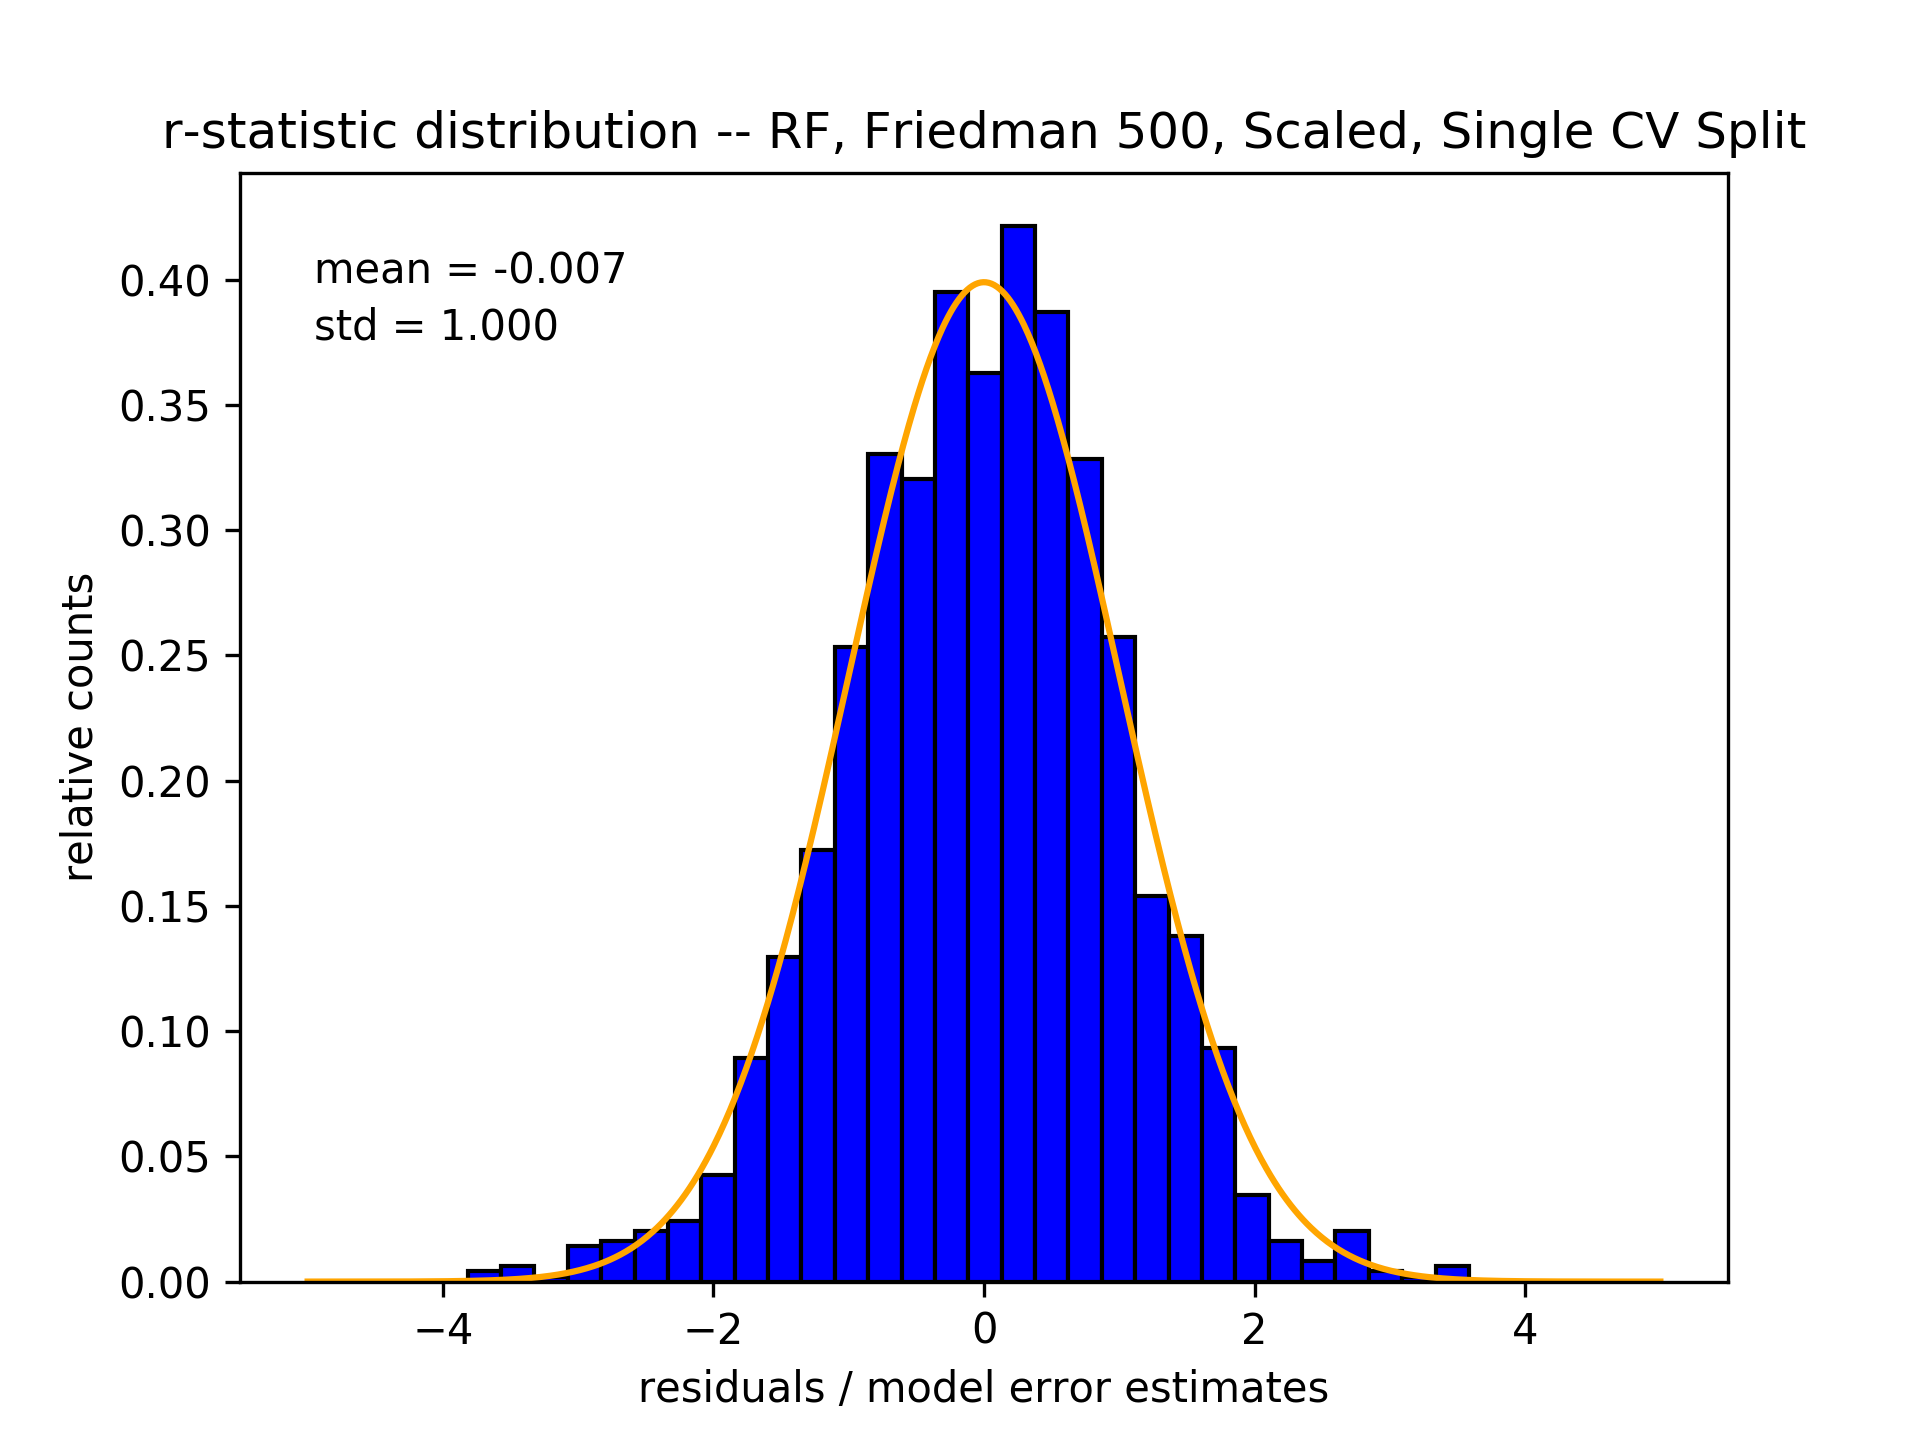 r-statistic distribution -- RF, Friedman 500, Scaled, Single CV Split
mean = -0.007
std = 1.000
relative counts
0.40
0.35
0.30
0.25
0.20
0.15
0.10
0.05
0.00
−4
−2
0
2
4
residuals / model error estimates